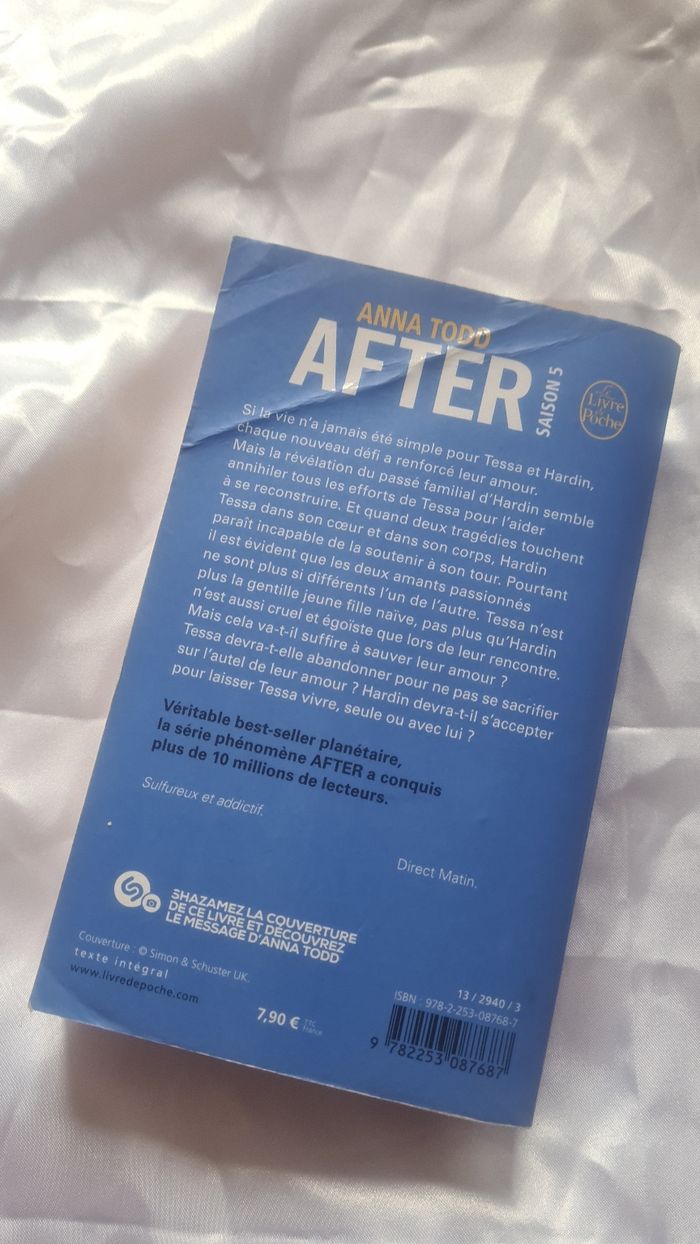 ANNA TODD
AFTER
SAISON 5
Le
Livre
de
Poche
Si la vie n'a jamais été simple pour Tessa et Hardin,
chaque nouveau défi a renforcé leur amour.
Mais la révélation du passé familial d'Hardin semble
annihiler tous les efforts de Tessa pour l'aider
à se reconstruire. Et quand deux tragédies touchent
Tessa dans son cœur et dans son corps, Hardin
paraît incapable de la soutenir à son tour. Pourtant
il est évident que les deux amants passionnés
ne sont plus si différents l'un de l'autre. Tessa n'est
plus la gentille jeune fille naïve, pas plus qu'Hardin
n'est aussi cruel et égoïste que lors de leur rencontre.
Mais cela va-t-il suffire à sauver leur amour ?
Tessa devra-t-elle abandonner pour ne pas se sacrifier
sur l'autel de leur amour ? Hardin devra-t-il s'accepter
pour laisser Tessa vivre, seule ou avec lui ?
Véritable best-seller planétaire,
la série phénomène AFTER a conquis
plus de 10 millions de lecteurs.
Sulfureux et addictif.
Direct Matin.
SHAZAMEZ LA COUVERTURE
DE CE LIVRE ET DÉCOUVREZ
LE MESSAGE D'ANNA TODD
Couverture : © Simon & Schuster UK.
texte intégral
www.livredepoche.com
7,90 € TTC
France
13 / 2940 / 3
ISBN : 978-2-253-08768-7
9 782253 087687